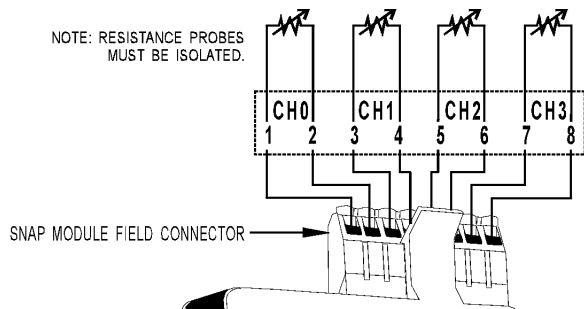 NOTE: RESISTANCE PROBES
MUST BE ISOLATED.
CH0 CH1 CH2 CH3
1 2 3 4 5 6 7 8
SNAP MODULE FIELD CONNECTOR